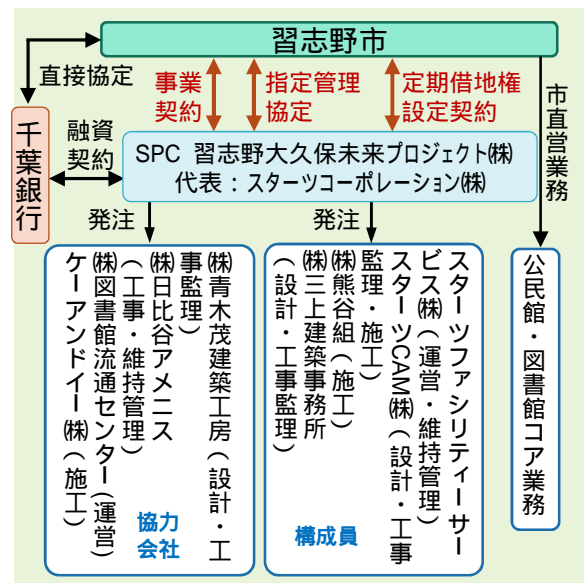 習志野市
直接協定
事業
契約
指定管理
協定
定期借地権
設定契約
市直営業務
千葉銀行
融資
契約
SPC 習志野大久保未来プロジェクト㈱
代表：スターツコーポレーション㈱
発注
発注
㈱青木茂建築工房（設計・工
事監理）
㈱日比谷アメニス
（工事・維持管理）
㈱図書館流通センター（運営）
ケーアンドイー㈱（施工）
協力
会社
スターツファシリティーサー
ビス㈱（運営・維持管理）
スターツCAM㈱（設計・工事
監理・施工）
㈱熊谷組（施工）
㈱三上建築事務所
（設計・工事監理）
構成員
公民館・図書館コア業務